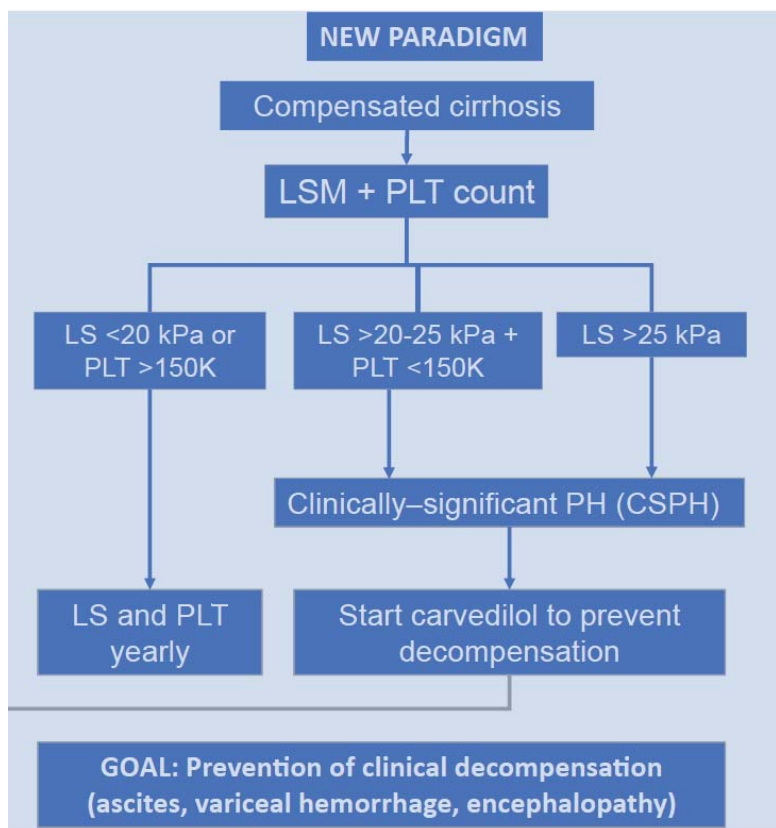 NEW PARADIGM
Compensated cirrhosis
LSM + PLT count
LS <20 kPa or
PLT >150K
LS >20-25 kPa +
PLT <150K
LS >25 kPa
Clinically–significant PH (CSPH)
LS and PLT
yearly
Start carvedilol to prevent
decompensation
GOAL: Prevention of clinical decompensation
(ascites, variceal hemorrhage, encephalopathy)